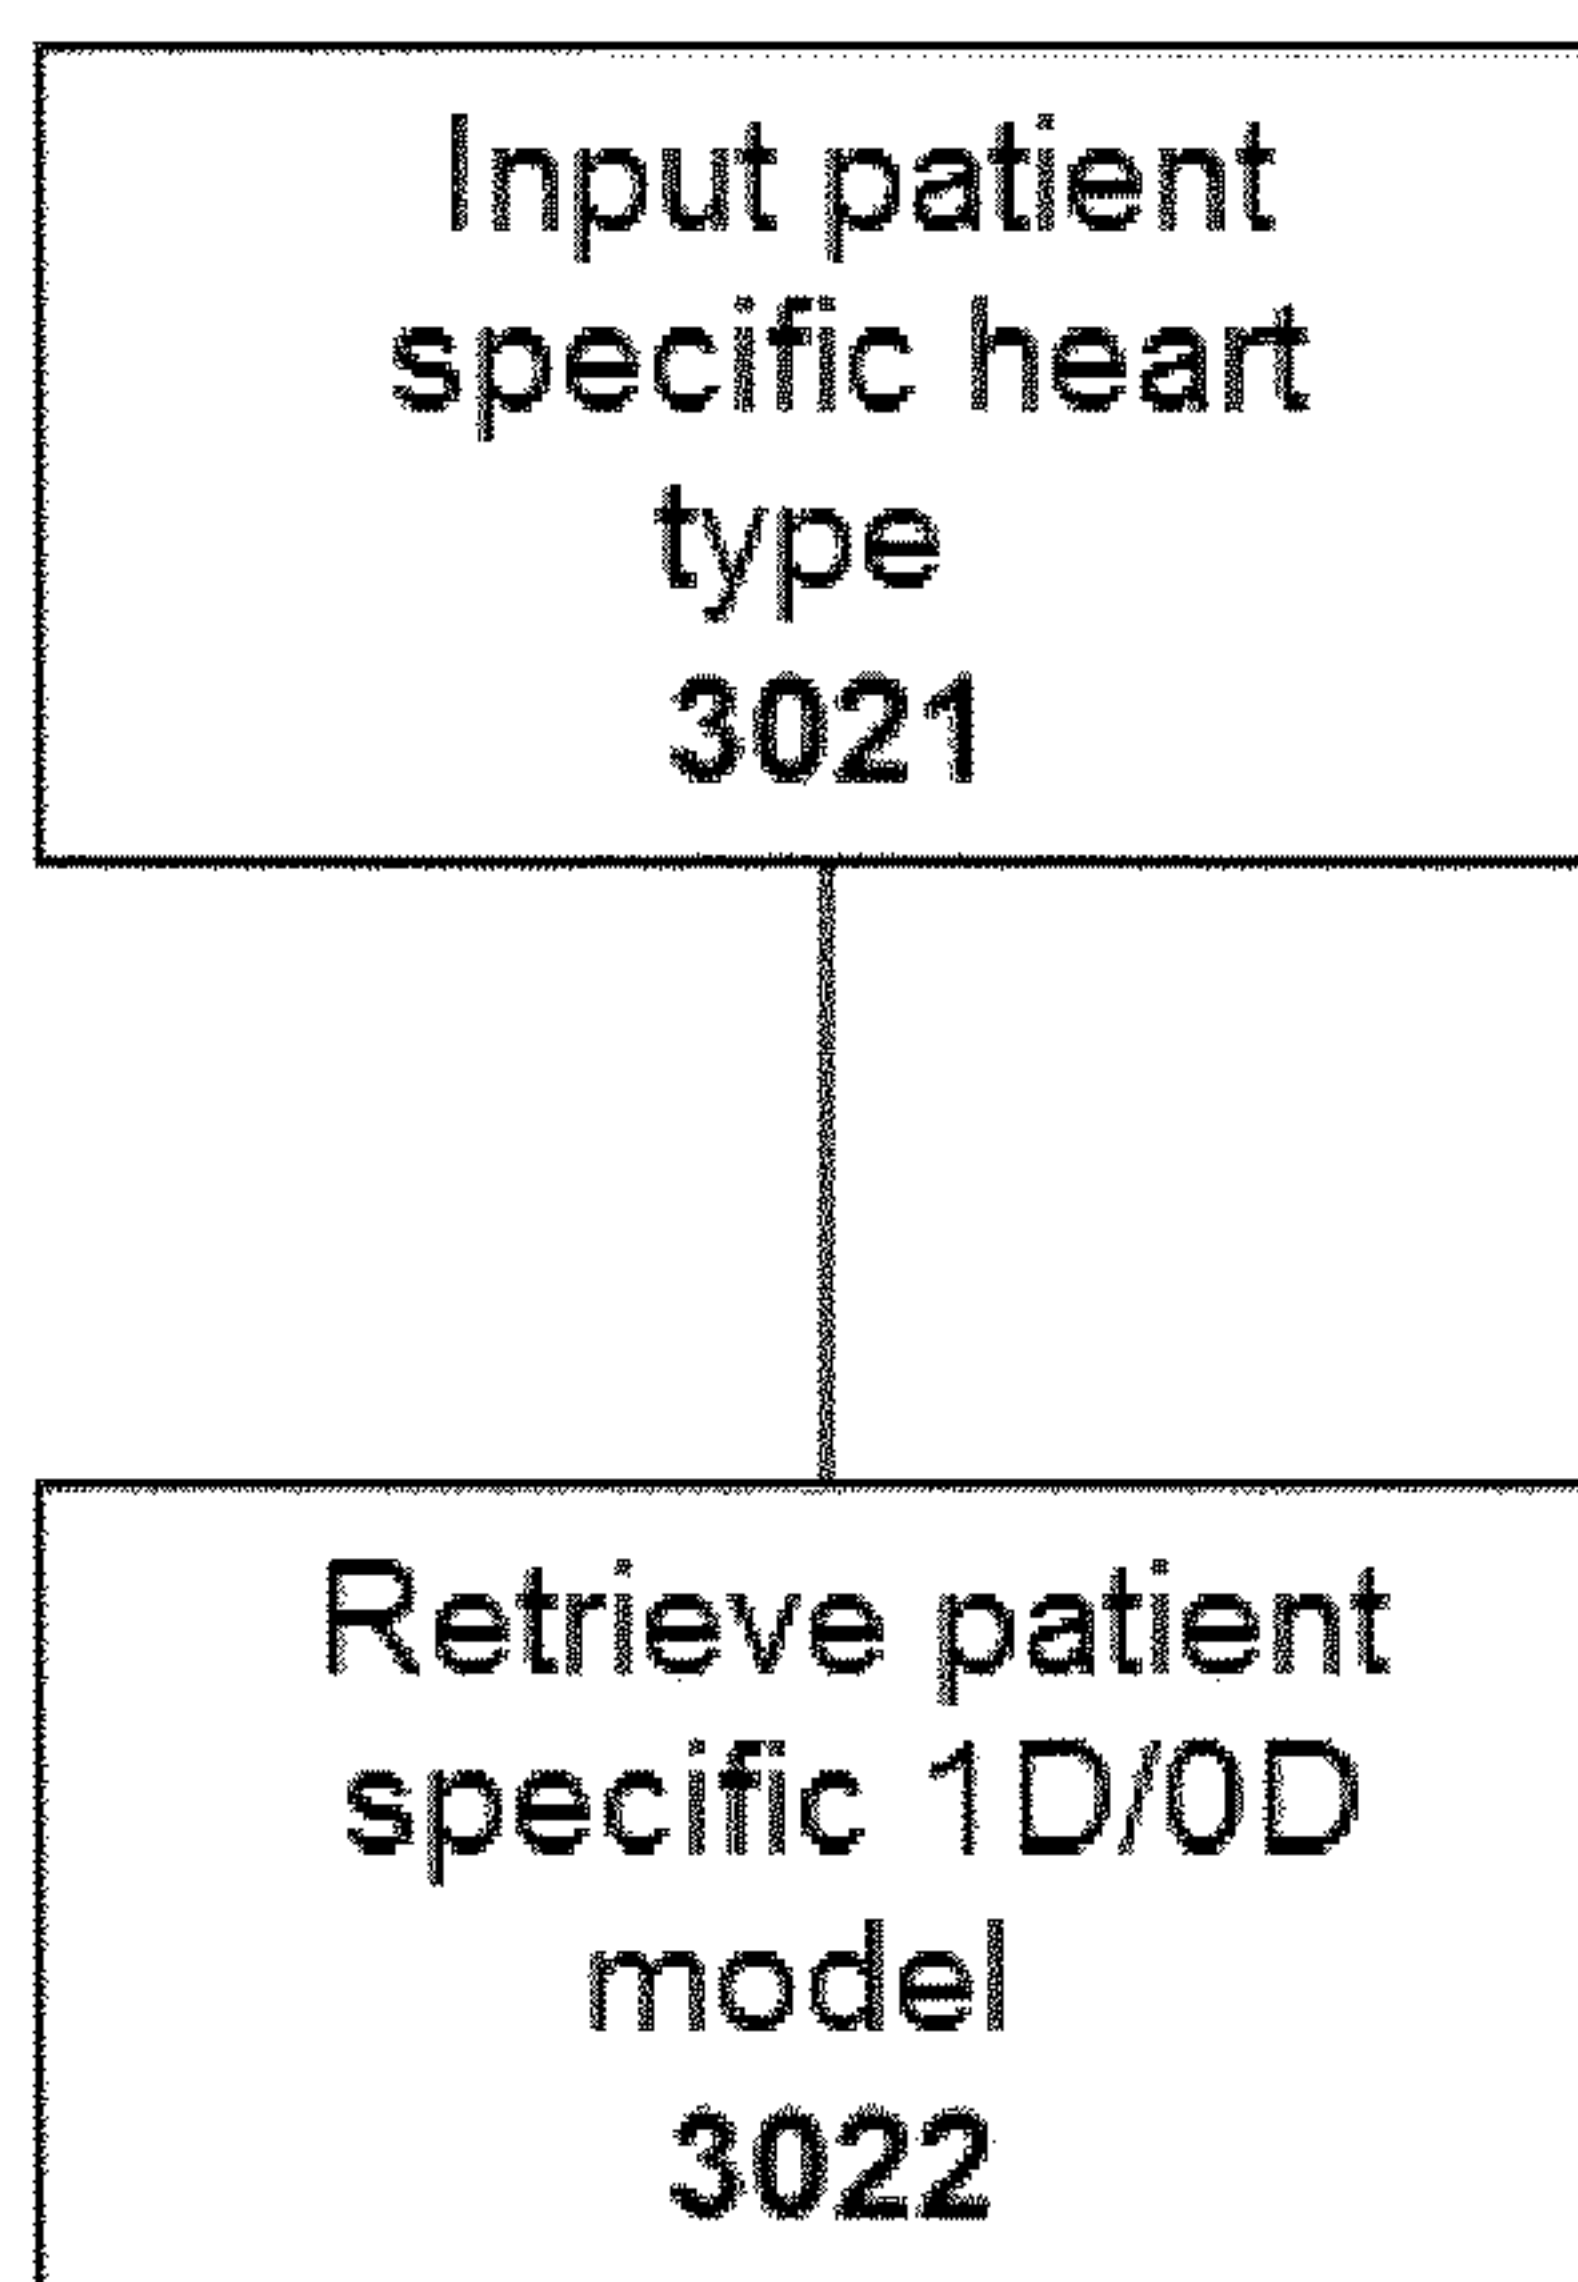 Input patient
specific heart
type
3021
Retrieve patient
specific 1D/0D
model
3022